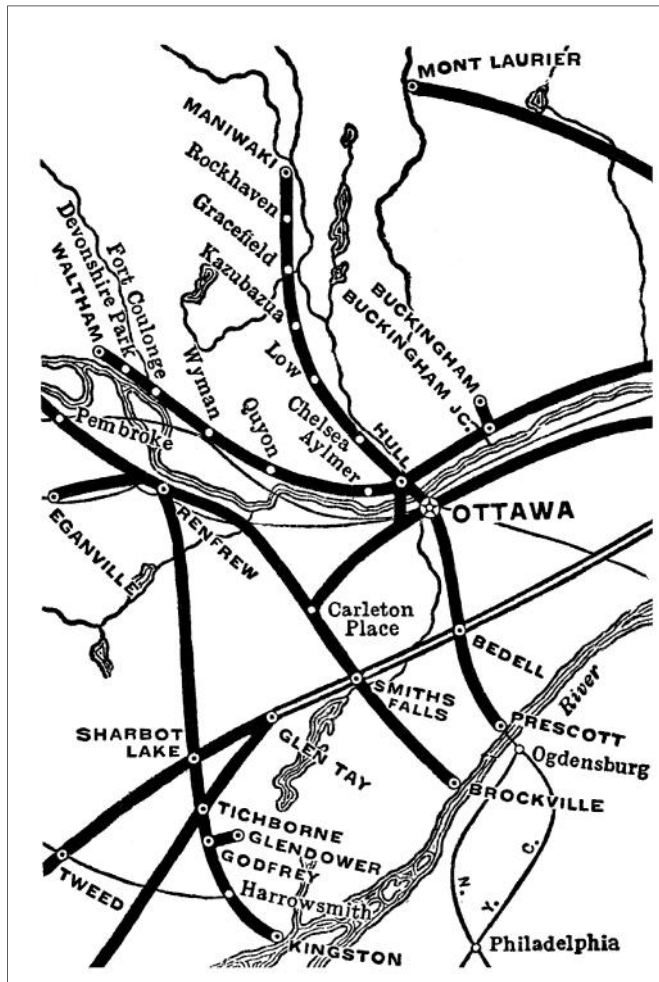 MONT LAURIER
MANIWAKI
Rockhaven
Gracefield
Kazubazua
Low
Chelsea
Fort Coulonge
Devonshire Park
WALTHAM
Wyman
Quyon
Aylmer
HULL
BUCKINGHAM
BUCKINGHAM JC.
Pembroke
OTTAWA
EGANVILLE
RENFREW
Carleton
Place
BEDELL
SMITHS
FALLS
River
PRESCOTT
Ogdensburg
SHARBOT
LAKE
GLEN TAY
BROCKVILLE
TICHBORNE
GLENDOWER
GODFREY
TWEED
Harrowsmith
KINGSTON
N. Y. C.
Philadelphia